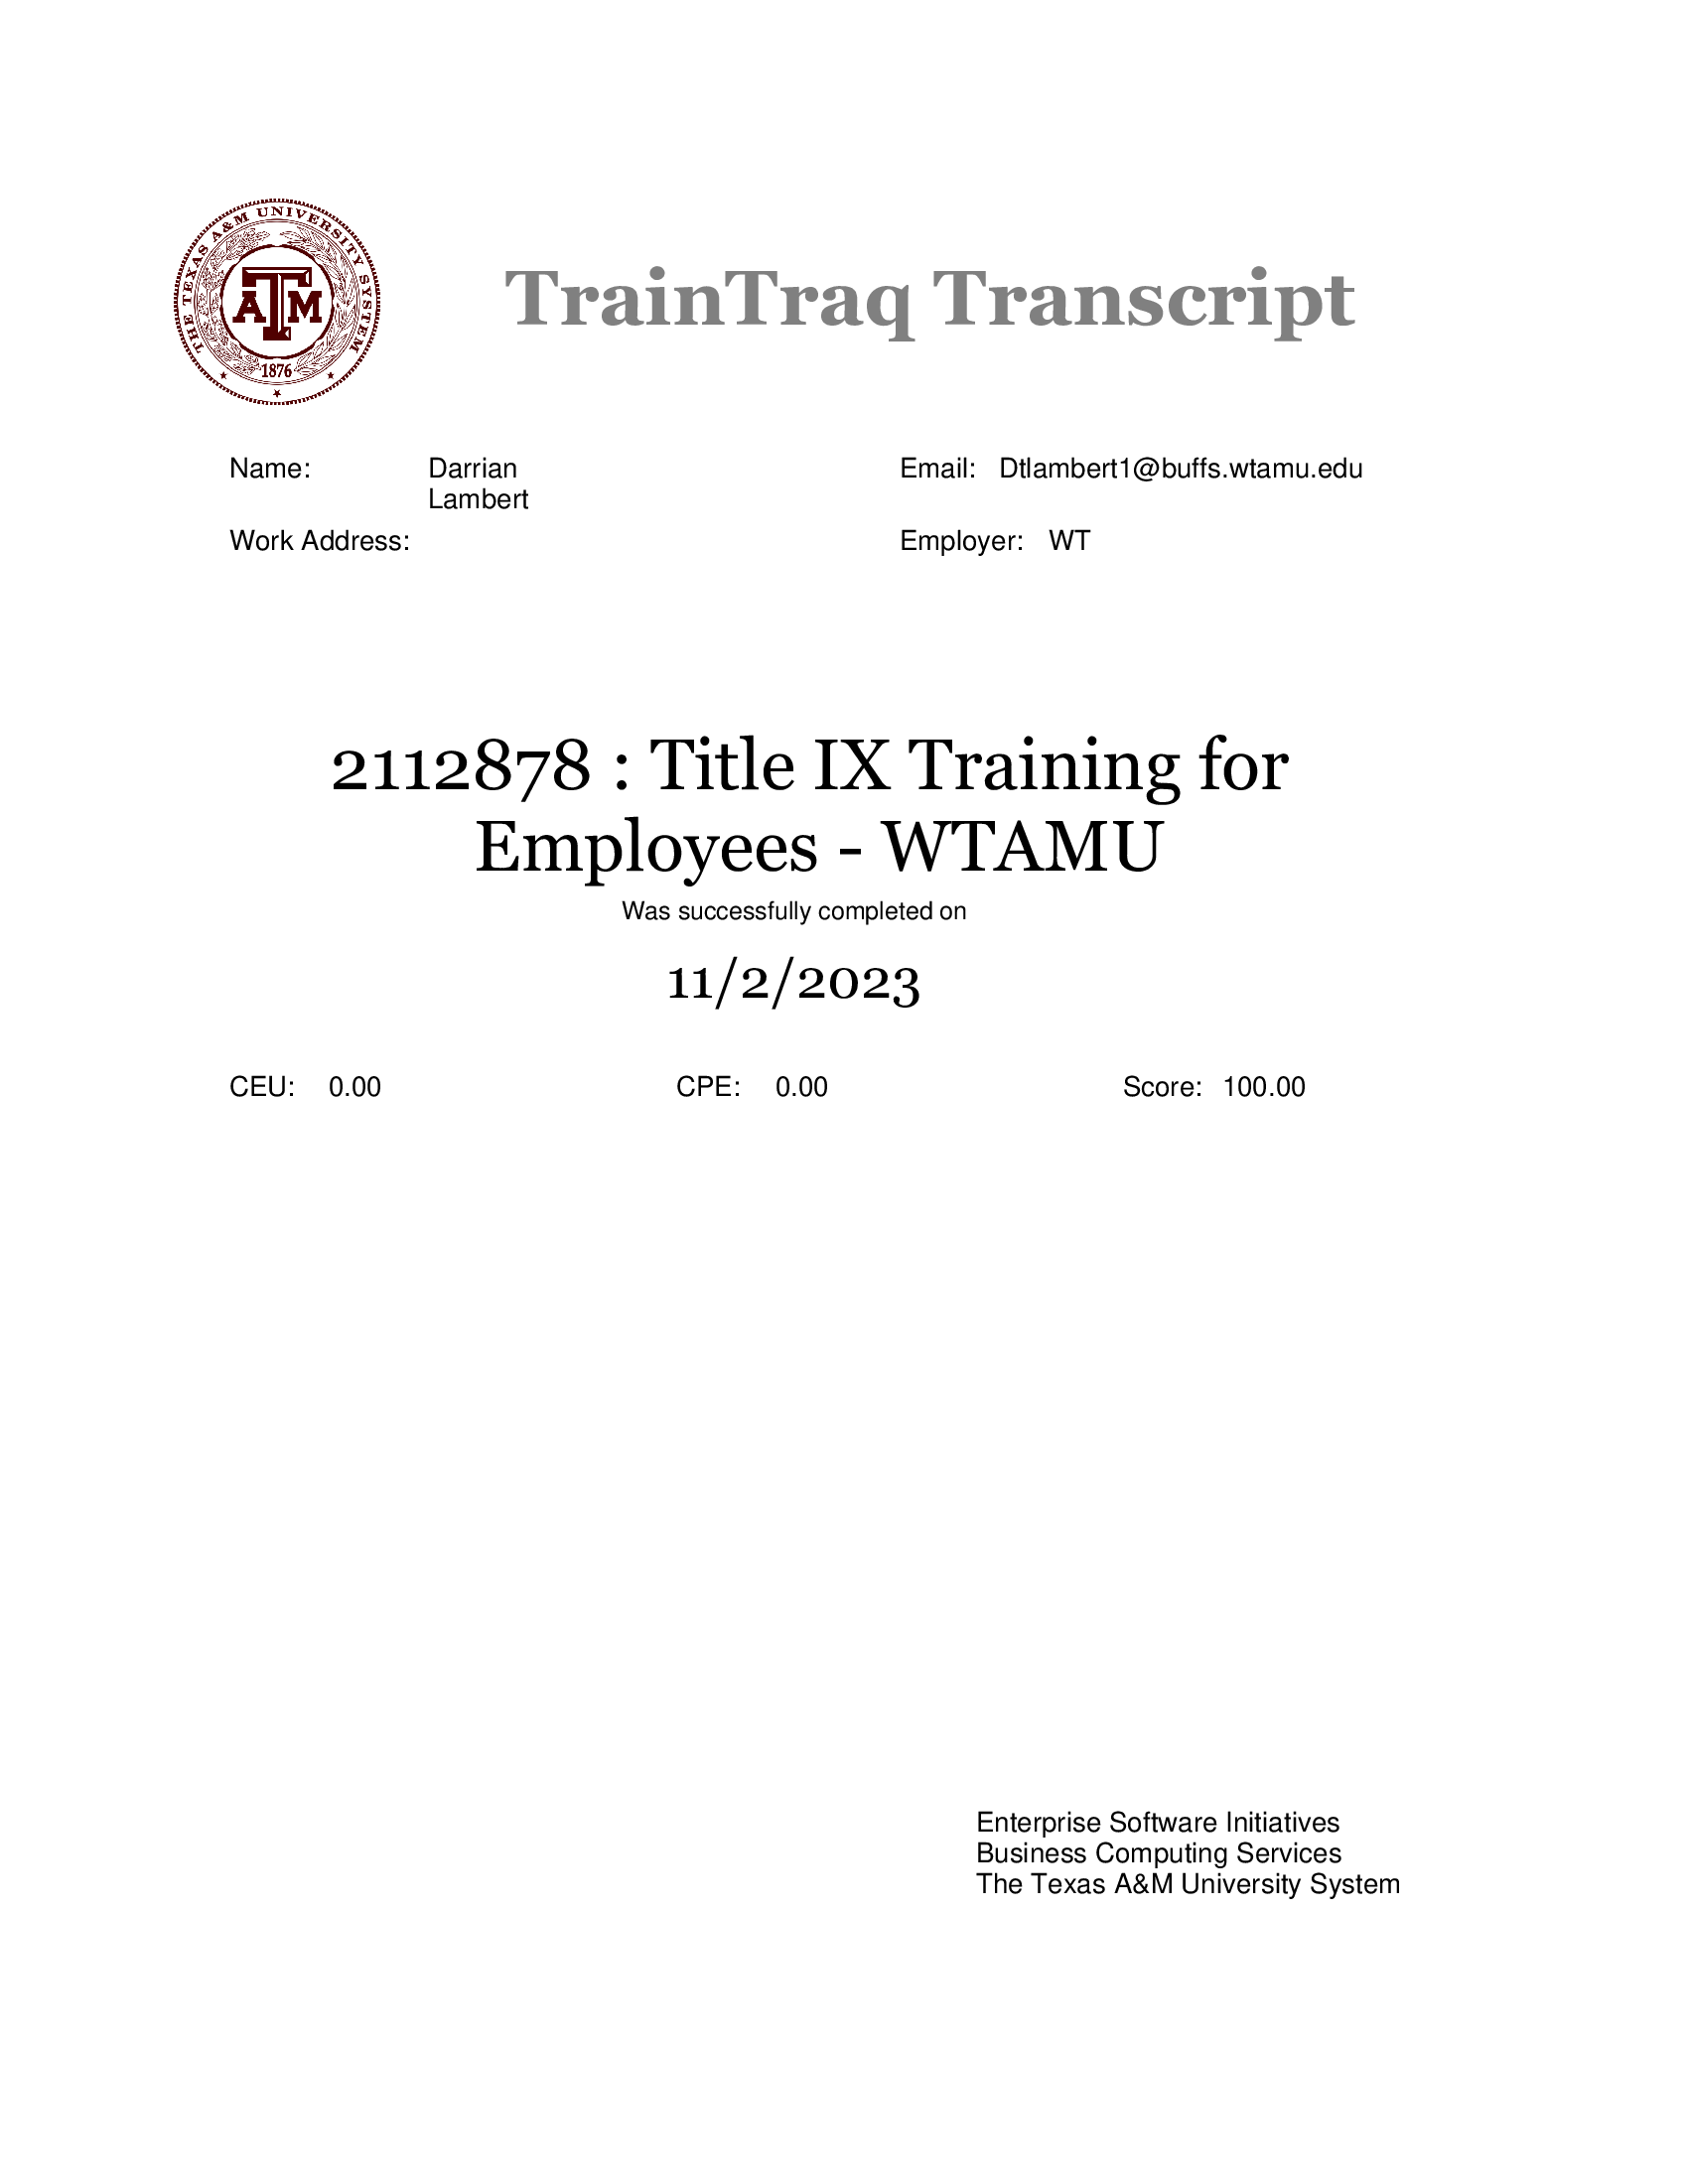 THE TEXAS A&M UNIVERSITY SYSTEM
ATM
1876
TrainTraq Transcript
Name: Darrian Lambert
Email: Dtlambert1@buffs.wtamu.edu
Work Address:
Employer: WT
2112878 : Title IX Training for
Employees - WTAMU
Was successfully completed on
11/2/2023
CEU: 0.00 CPE: 0.00 Score: 100.00
Enterprise Software Initiatives
Business Computing Services
The Texas A&M University System